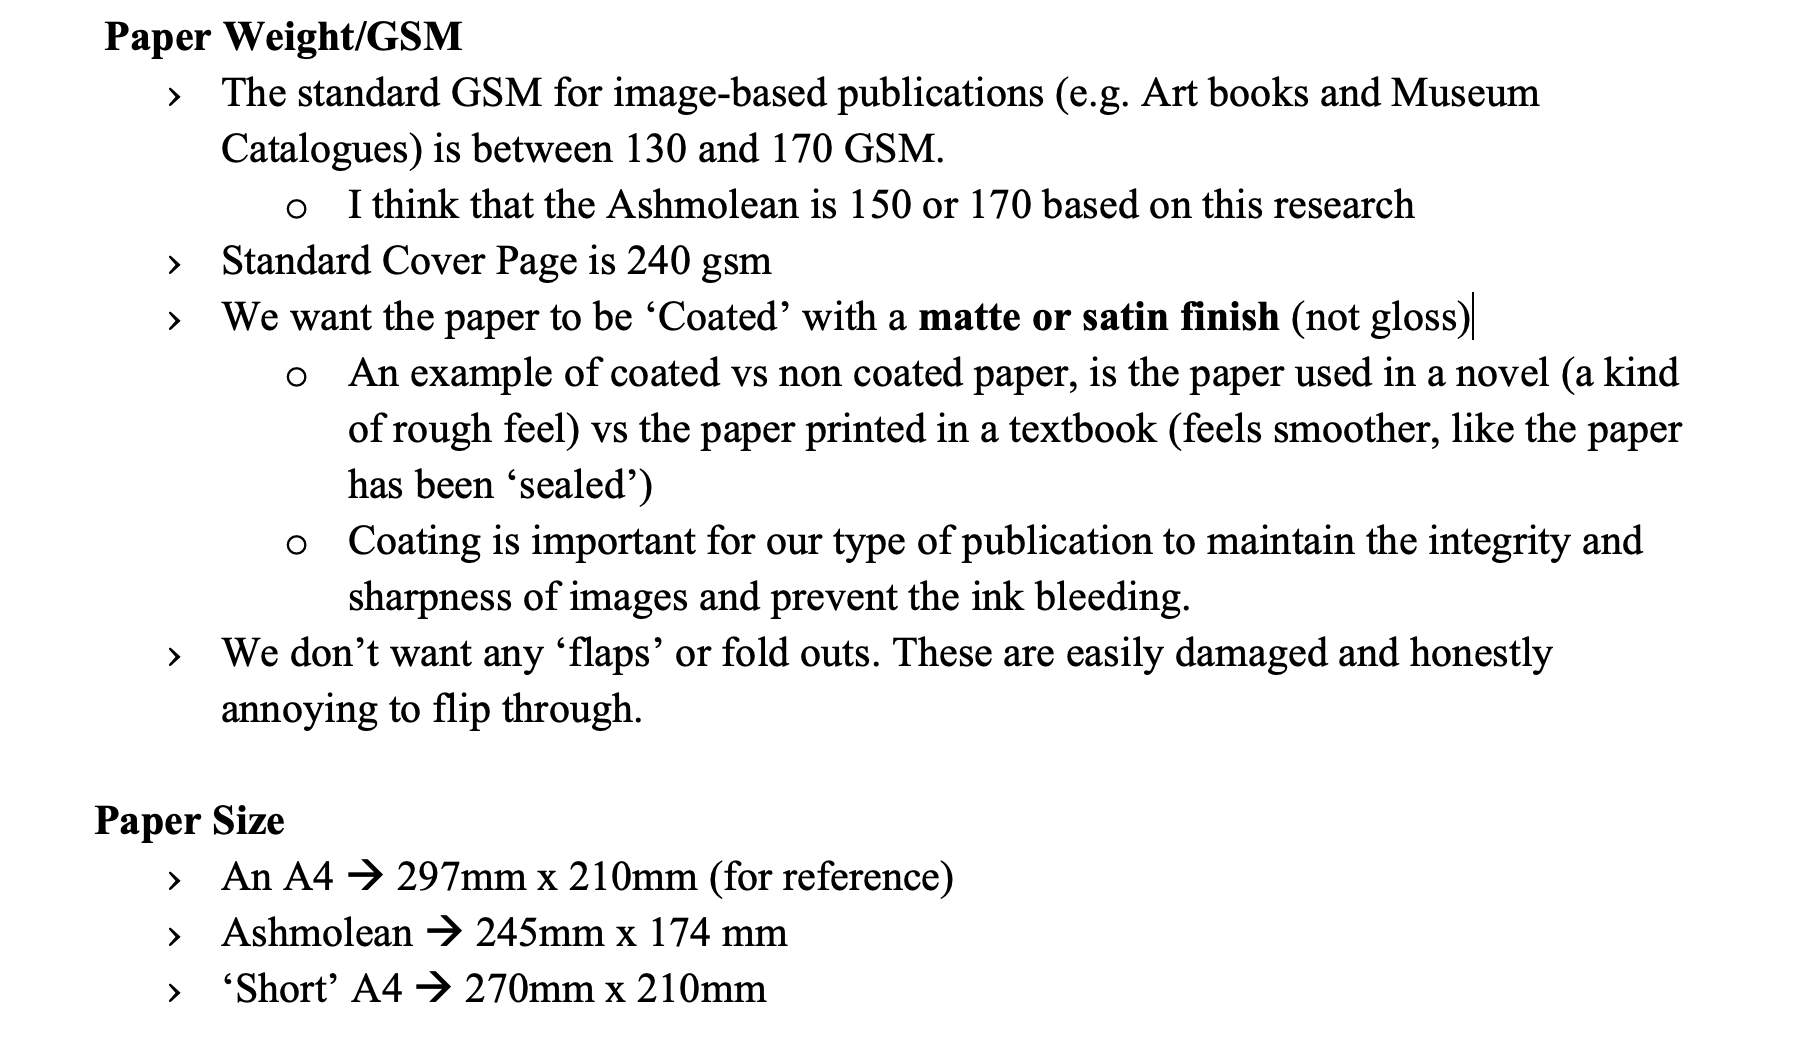 Paper Weight/GSM
› The standard GSM for image-based publications (e.g. Art books and Museum
Catalogues) is between 130 and 170 GSM.
o I think that the Ashmolean is 150 or 170 based on this research
› Standard Cover Page is 240 gsm
› We want the paper to be ‘Coated’ with a matte or satin finish (not gloss)
o An example of coated vs non coated paper, is the paper used in a novel (a kind
of rough feel) vs the paper printed in a textbook (feels smoother, like the paper
has been ‘sealed’)
o Coating is important for our type of publication to maintain the integrity and
sharpness of images and prevent the ink bleeding.
› We don’t want any ‘flaps’ or fold outs. These are easily damaged and honestly
annoying to flip through.
Paper Size
› An A4 → 297mm x 210mm (for reference)
› Ashmolean → 245mm x 174 mm
› ‘Short’ A4 → 270mm x 210mm